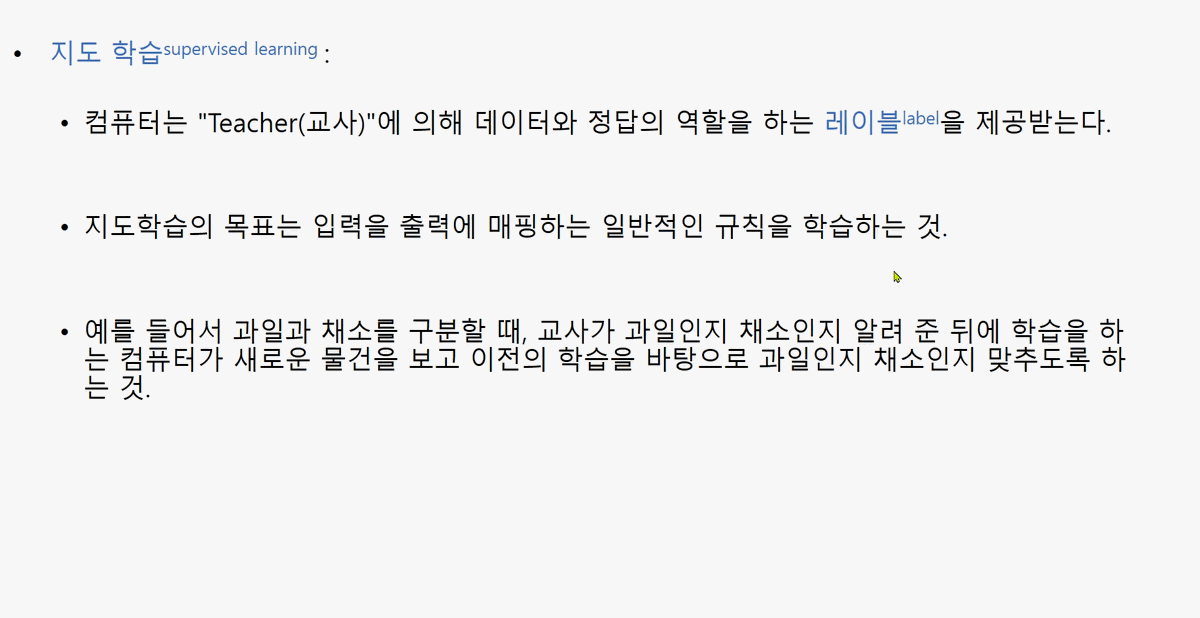 • 지도 학습supervised learning :
• 컴퓨터는 "Teacher(교사)"에 의해 데이터와 정답의 역할을 하는 레이블label을 제공받는다.
• 지도학습의 목표는 입력을 출력에 매핑하는 일반적인 규칙을 학습하는 것.
• 예를 들어서 과일과 채소를 구분할 때, 교사가 과일인지 채소인지 알려 준 뒤에 학습을 하
는 컴퓨터가 새로운 물건을 보고 이전의 학습을 바탕으로 과일인지 채소인지 맞추도록 하
는 것.